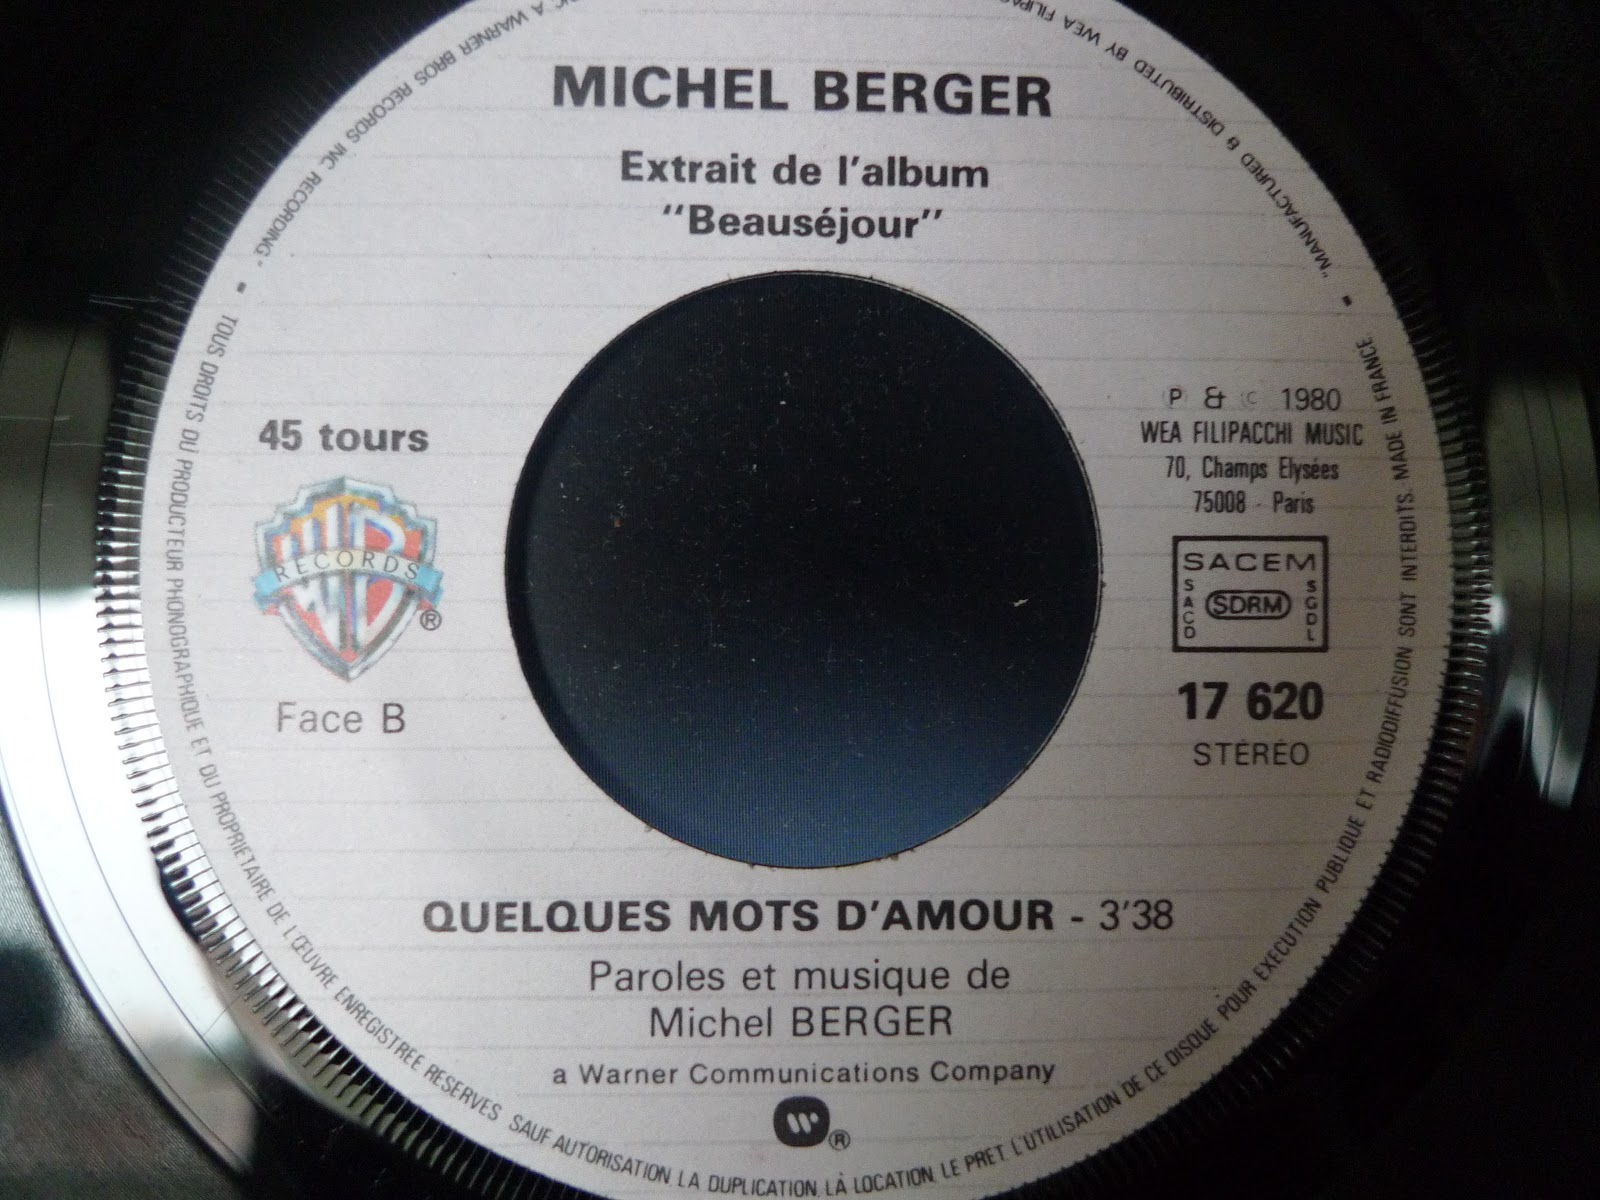 MICHEL BERGER
Extrait de l'album
"Beauséjour"
45 tours
WB
RECORDS
®
Face B
Ⓟ & © 1980
WEA FILIPACCHI MUSIC
70, Champs Elysées
75008 - Paris
SACEM
SACD
SDRM
SGDL
17 620
STÉRÉO
QUELQUES MOTS D'AMOUR - 3'38
Paroles et musique de
Michel BERGER
a Warner Communications Company
®
TOUS DROITS DU PRODUCTEUR PHONOGRAPHIQUE ET DU PROPRIETAIRE DE L'ŒUVRE ENREGISTREE RESERVES SAUF AUTORISATION LA DUPLICATION, LA LOCATION, LE PRET L'UTILISATION DE CE DISQUE POUR EXECUTION PUBLIQUE ET RADIODIFFUSION SONT INTERDITS. MADE IN FRANCE
"MANUFACTURED & DISTRIBUTED BY WEA
A WARNER BROS RECORDS INC. RECORDING."